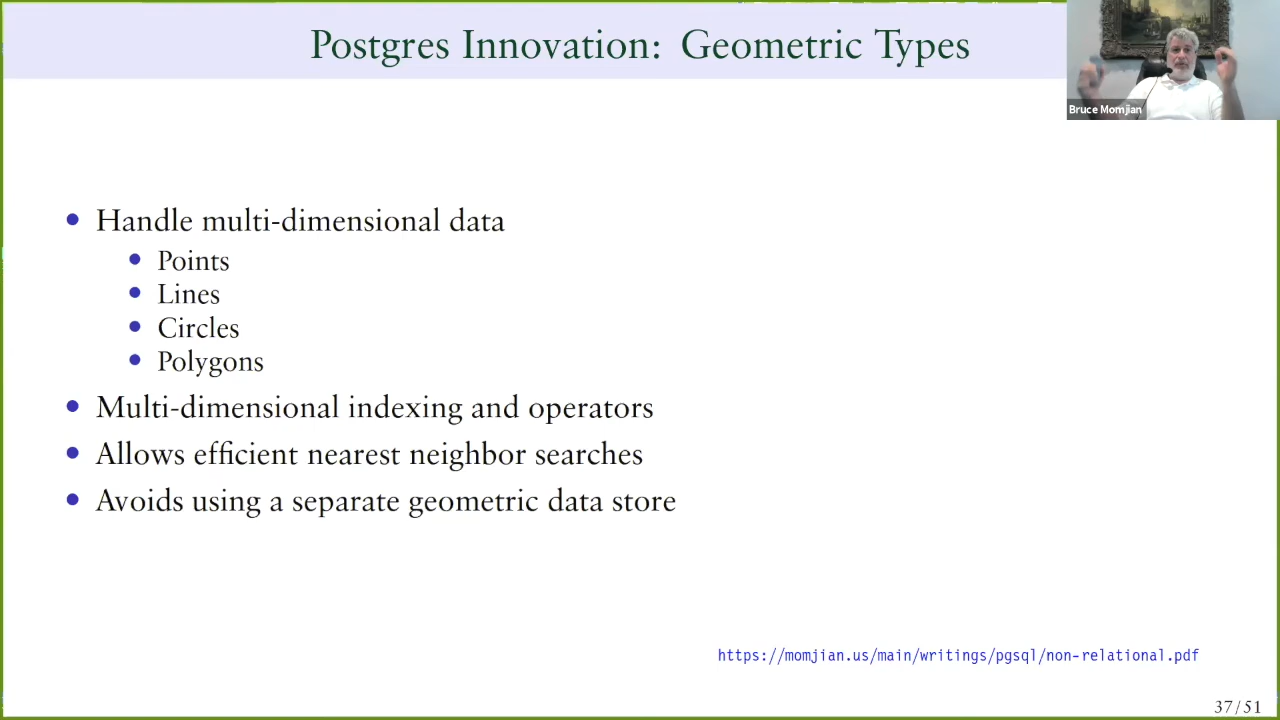 Postgres Innovation: Geometric Types
Bruce Momjian
• Handle multi-dimensional data
• Points
• Lines
• Circles
• Polygons
• Multi-dimensional indexing and operators
• Allows efficient nearest neighbor searches
• Avoids using a separate geometric data store
https://momjian.us/main/writings/pgsql/non-relational.pdf
37/51